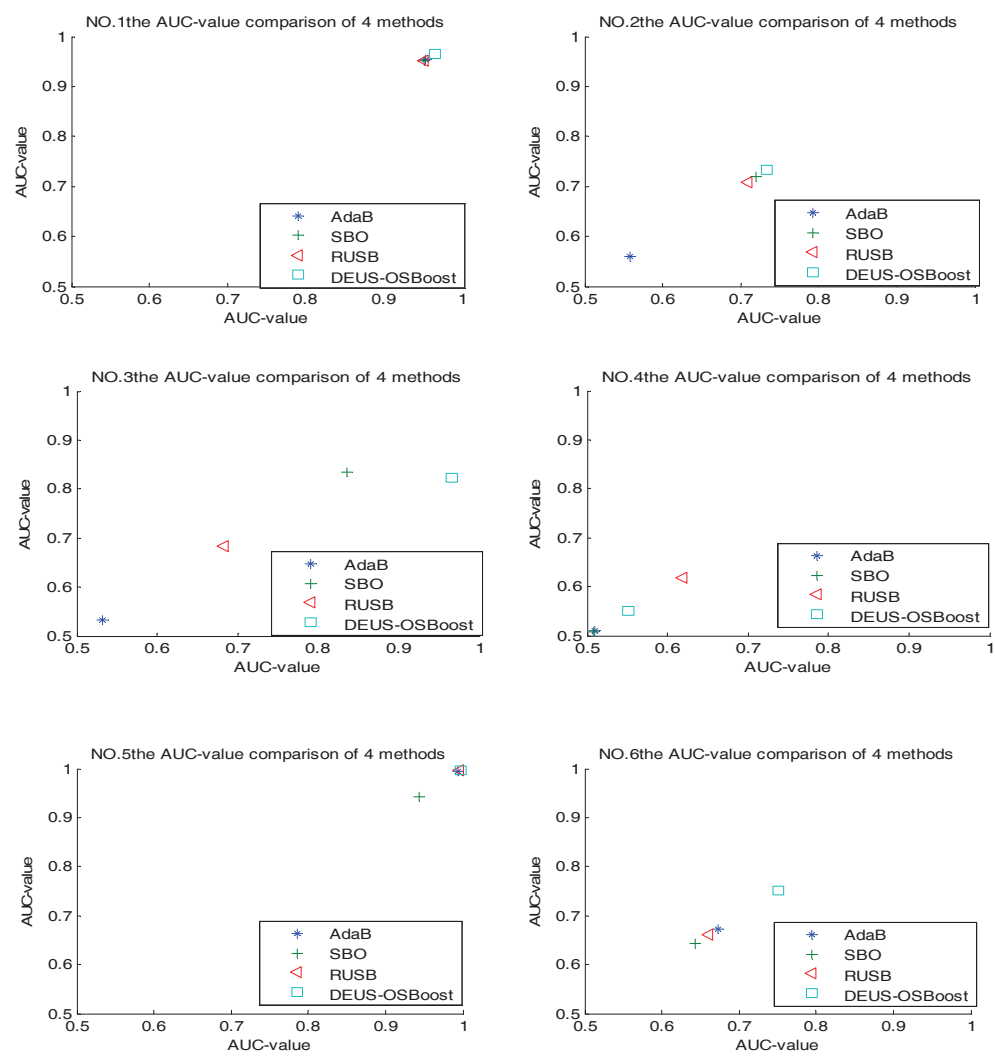 NO.1the AUC-value comparison of 4 methods
AUC-value
1
0.9
0.8
0.7
0.6
0.5
AdaB
SBO
RUSB
DEUS-OSBoost
0.5 0.6 0.7 0.8 0.9 1
AUC-value
NO.2the AUC-value comparison of 4 methods
AUC-value
1
0.9
0.8
0.7
0.6
0.5
AdaB
SBO
RUSB
DEUS-OSBoost
0.5 0.6 0.7 0.8 0.9 1
AUC-value
NO.3the AUC-value comparison of 4 methods
AUC-value
1
0.9
0.8
0.7
0.6
0.5
AdaB
SBO
RUSB
DEUS-OSBoost
0.5 0.6 0.7 0.8 0.9 1
AUC-value
NO.4the AUC-value comparison of 4 methods
AUC-value
1
0.9
0.8
0.7
0.6
0.5
AdaB
SBO
RUSB
DEUS-OSBoost
0.5 0.6 0.7 0.8 0.9 1
AUC-value
NO.5the AUC-value comparison of 4 methods
AUC-value
1
0.9
0.8
0.7
0.6
0.5
AdaB
SBO
RUSB
DEUS-OSBoost
0.5 0.6 0.7 0.8 0.9 1
AUC-value
NO.6the AUC-value comparison of 4 methods
AUC-value
1
0.9
0.8
0.7
0.6
0.5
AdaB
SBO
RUSB
DEUS-OSBoost
0.5 0.6 0.7 0.8 0.9 1
AUC-value